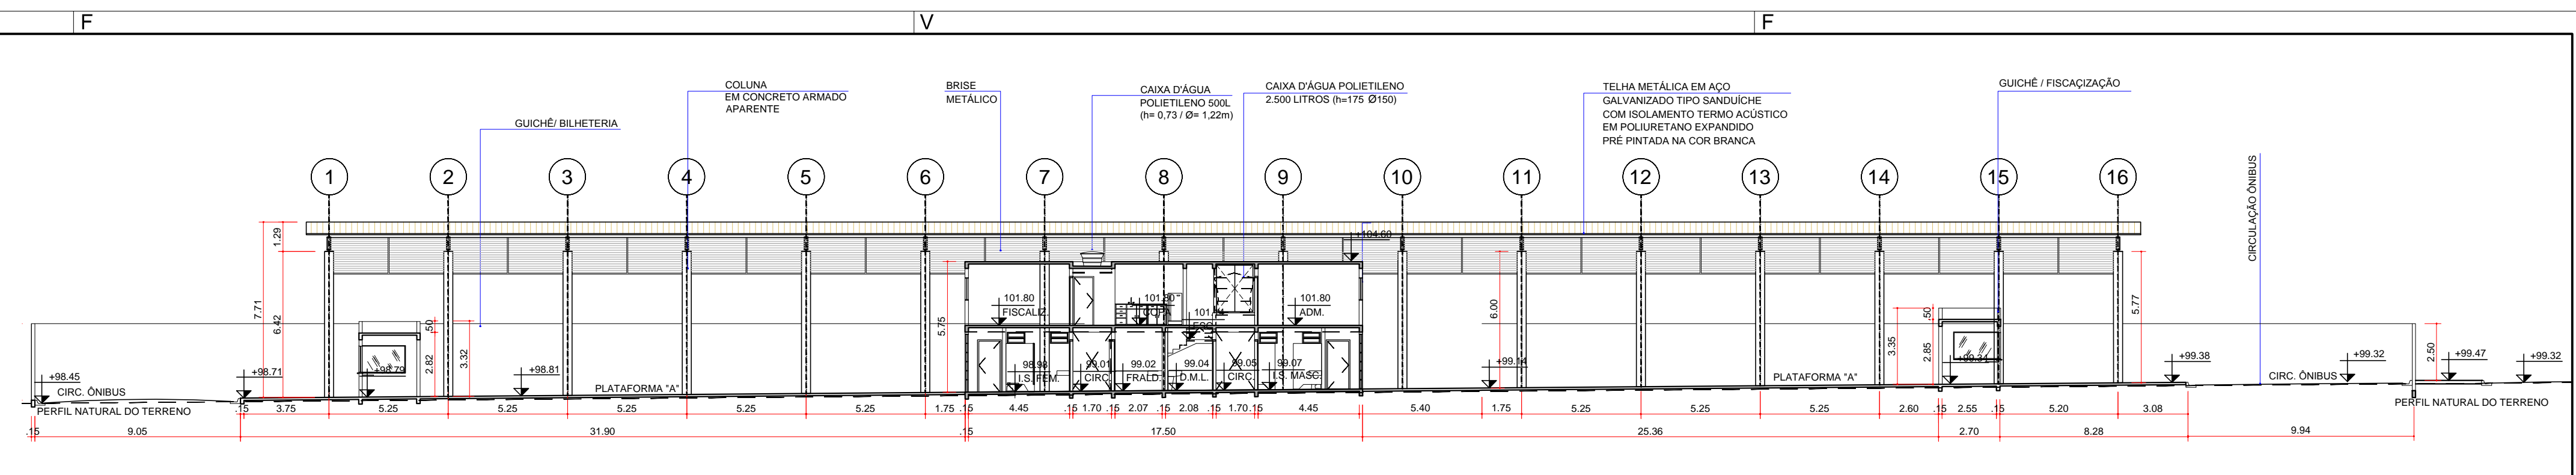 F V F
COLUNA
EM CONCRETO ARMADO
APARENTE
BRISE
METÁLICO
CAIXA D'ÁGUA
POLIETILENO 500L
(h= 0,73 / Ø= 1,22m)
CAIXA D'ÁGUA POLIETILENO
2.500 LITROS (h=175 Ø150)
TELHA METÁLICA EM AÇO
GALVANIZADO TIPO SANDUÍCHE
COM ISOLAMENTO TERMO ACÚSTICO
EM POLIURETANO EXPANDIDO
PRÉ PINTADA NA COR BRANCA
GUICHÊ / FISCAÇIZAÇÃO
GUICHÊ/ BILHETERIA
CIRCULAÇÃO ÔNIBUS
1 2 3 4 5 6 7 8 9 10 11 12 13 14 15 16
1.29
7.71
6.42
+104.60
5.75
6.00
5.77
101.80
FISCALIZ.
101.80
COPA
101.80
ADM.
.50
2.82
3.32
.50
3.35
2.85
2.50
+98.45
CIRC. ÔNIBUS
PERFIL NATURAL DO TERRENO
+98.71
+98.79
+98.81
PLATAFORMA "A"
98.98
I.S. FEM.
99.01
CIRC.
99.02
FRALD.
99.04
D.M.L.
99.05
CIRC.
99.07
I.S. MASC.
+99.14
PLATAFORMA "A"
+99.34
+99.38
CIRC. ÔNIBUS
+99.32
+99.47
+99.32
PERFIL NATURAL DO TERRENO
.15 3.75 5.25 5.25 5.25 5.25 5.25 1.75 .15 4.45 .15 1.70 .15 2.07 .15 2.08 .15 1.70 .15 4.45 5.40 1.75 5.25 5.25 5.25 2.60 .15 2.55 .15 5.20 3.08
.15 9.05 31.90 .15 17.50 25.36 2.70 8.28 9.94